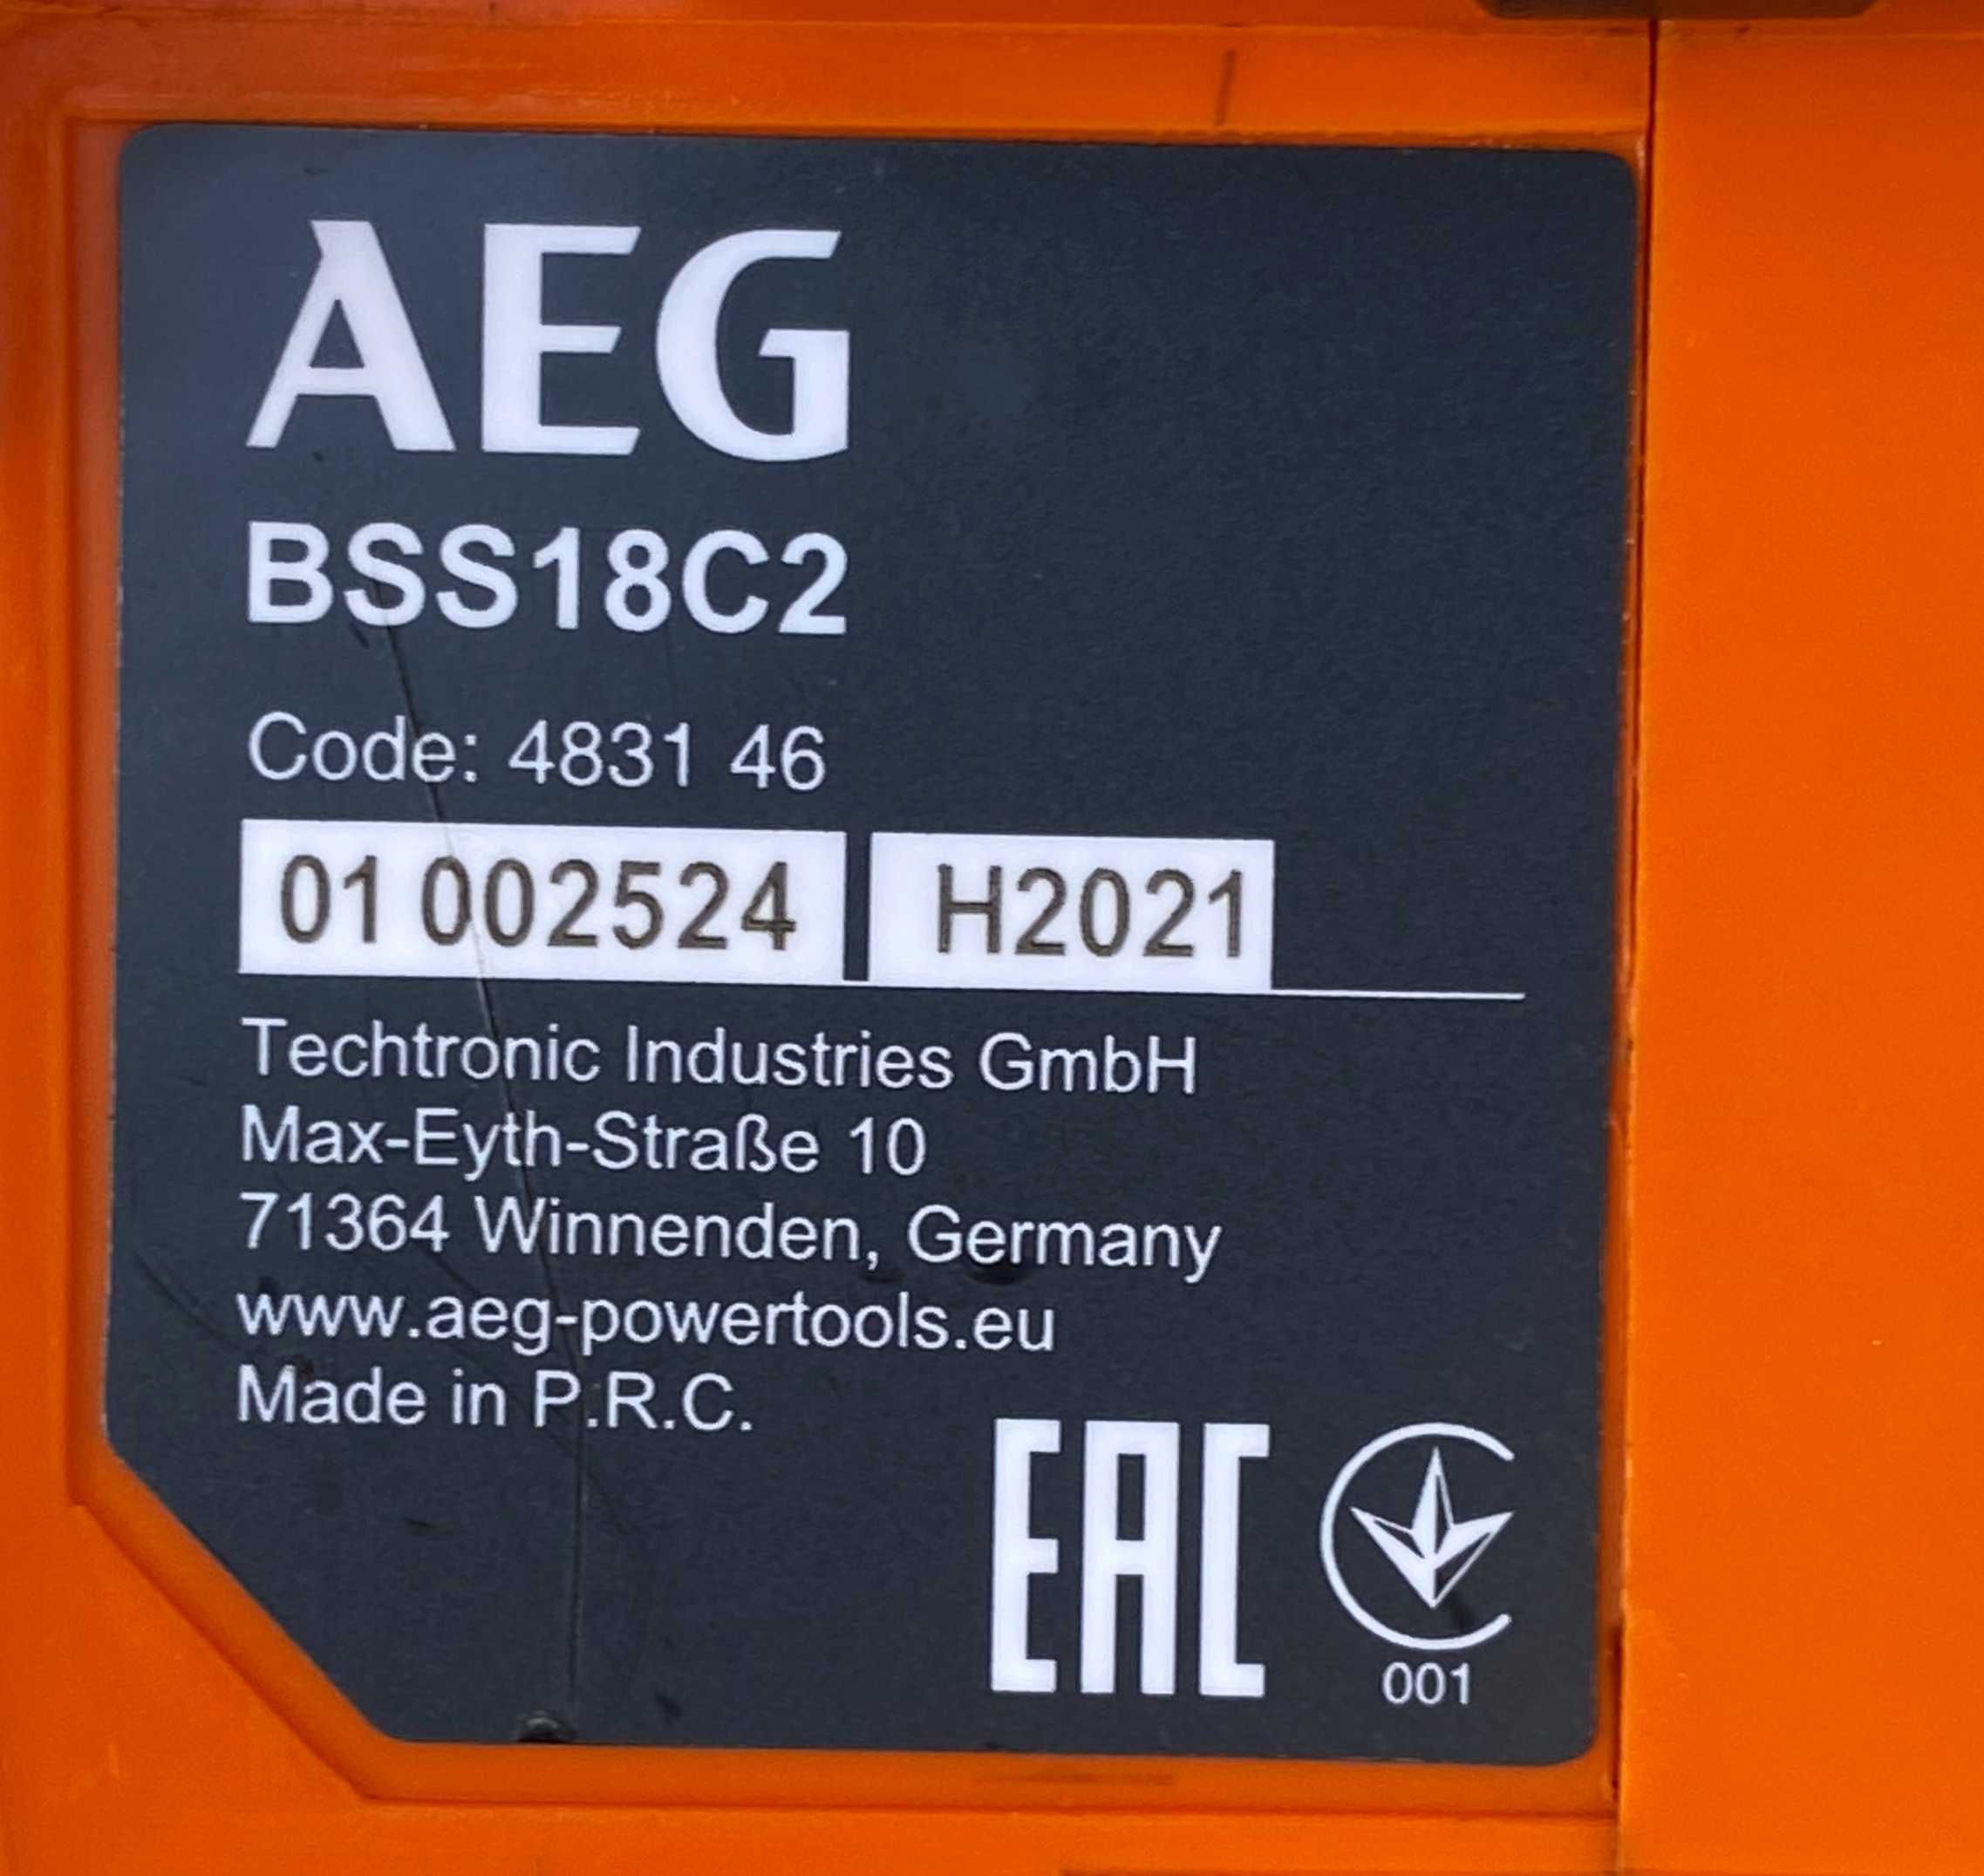 AEG
BSS18C2
Code: 4831 46
01 002524 H2021
Techtronic Industries GmbH
Max-Eyth-Straße 10
71364 Winnenden, Germany
www.aeg-powertools.eu
Made in P.R.C.
EAC
001